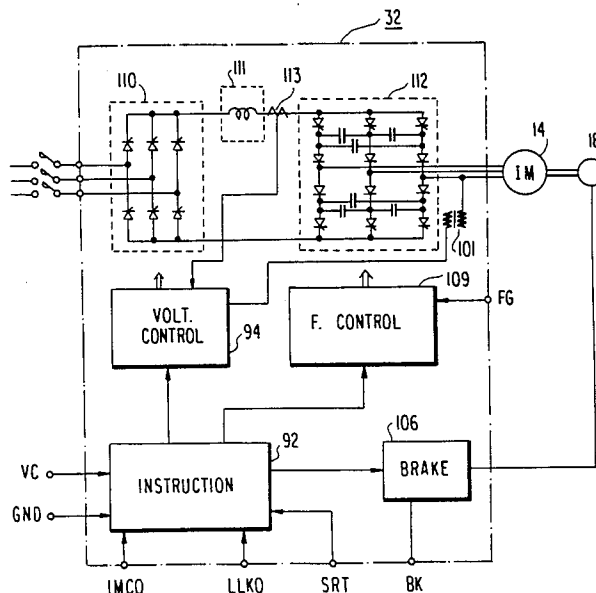 32
110
111
113
112
14
18
IM
101
109
FG
VOLT.
CONTROL
94
F. CONTROL
92
106
VC
INSTRUCTION
BRAKE
GND
IMCO
LLKO
SRT
BK